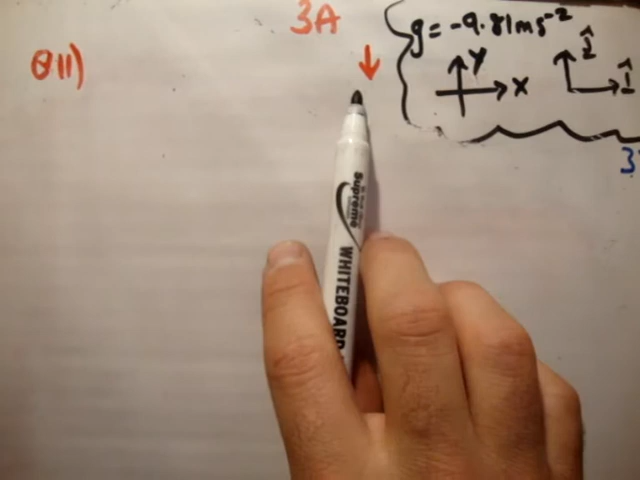 3A
g = -9.81ms⁻²
Q11)
Y
X
ĵ
î
3
Supreme
WHITEBOARD